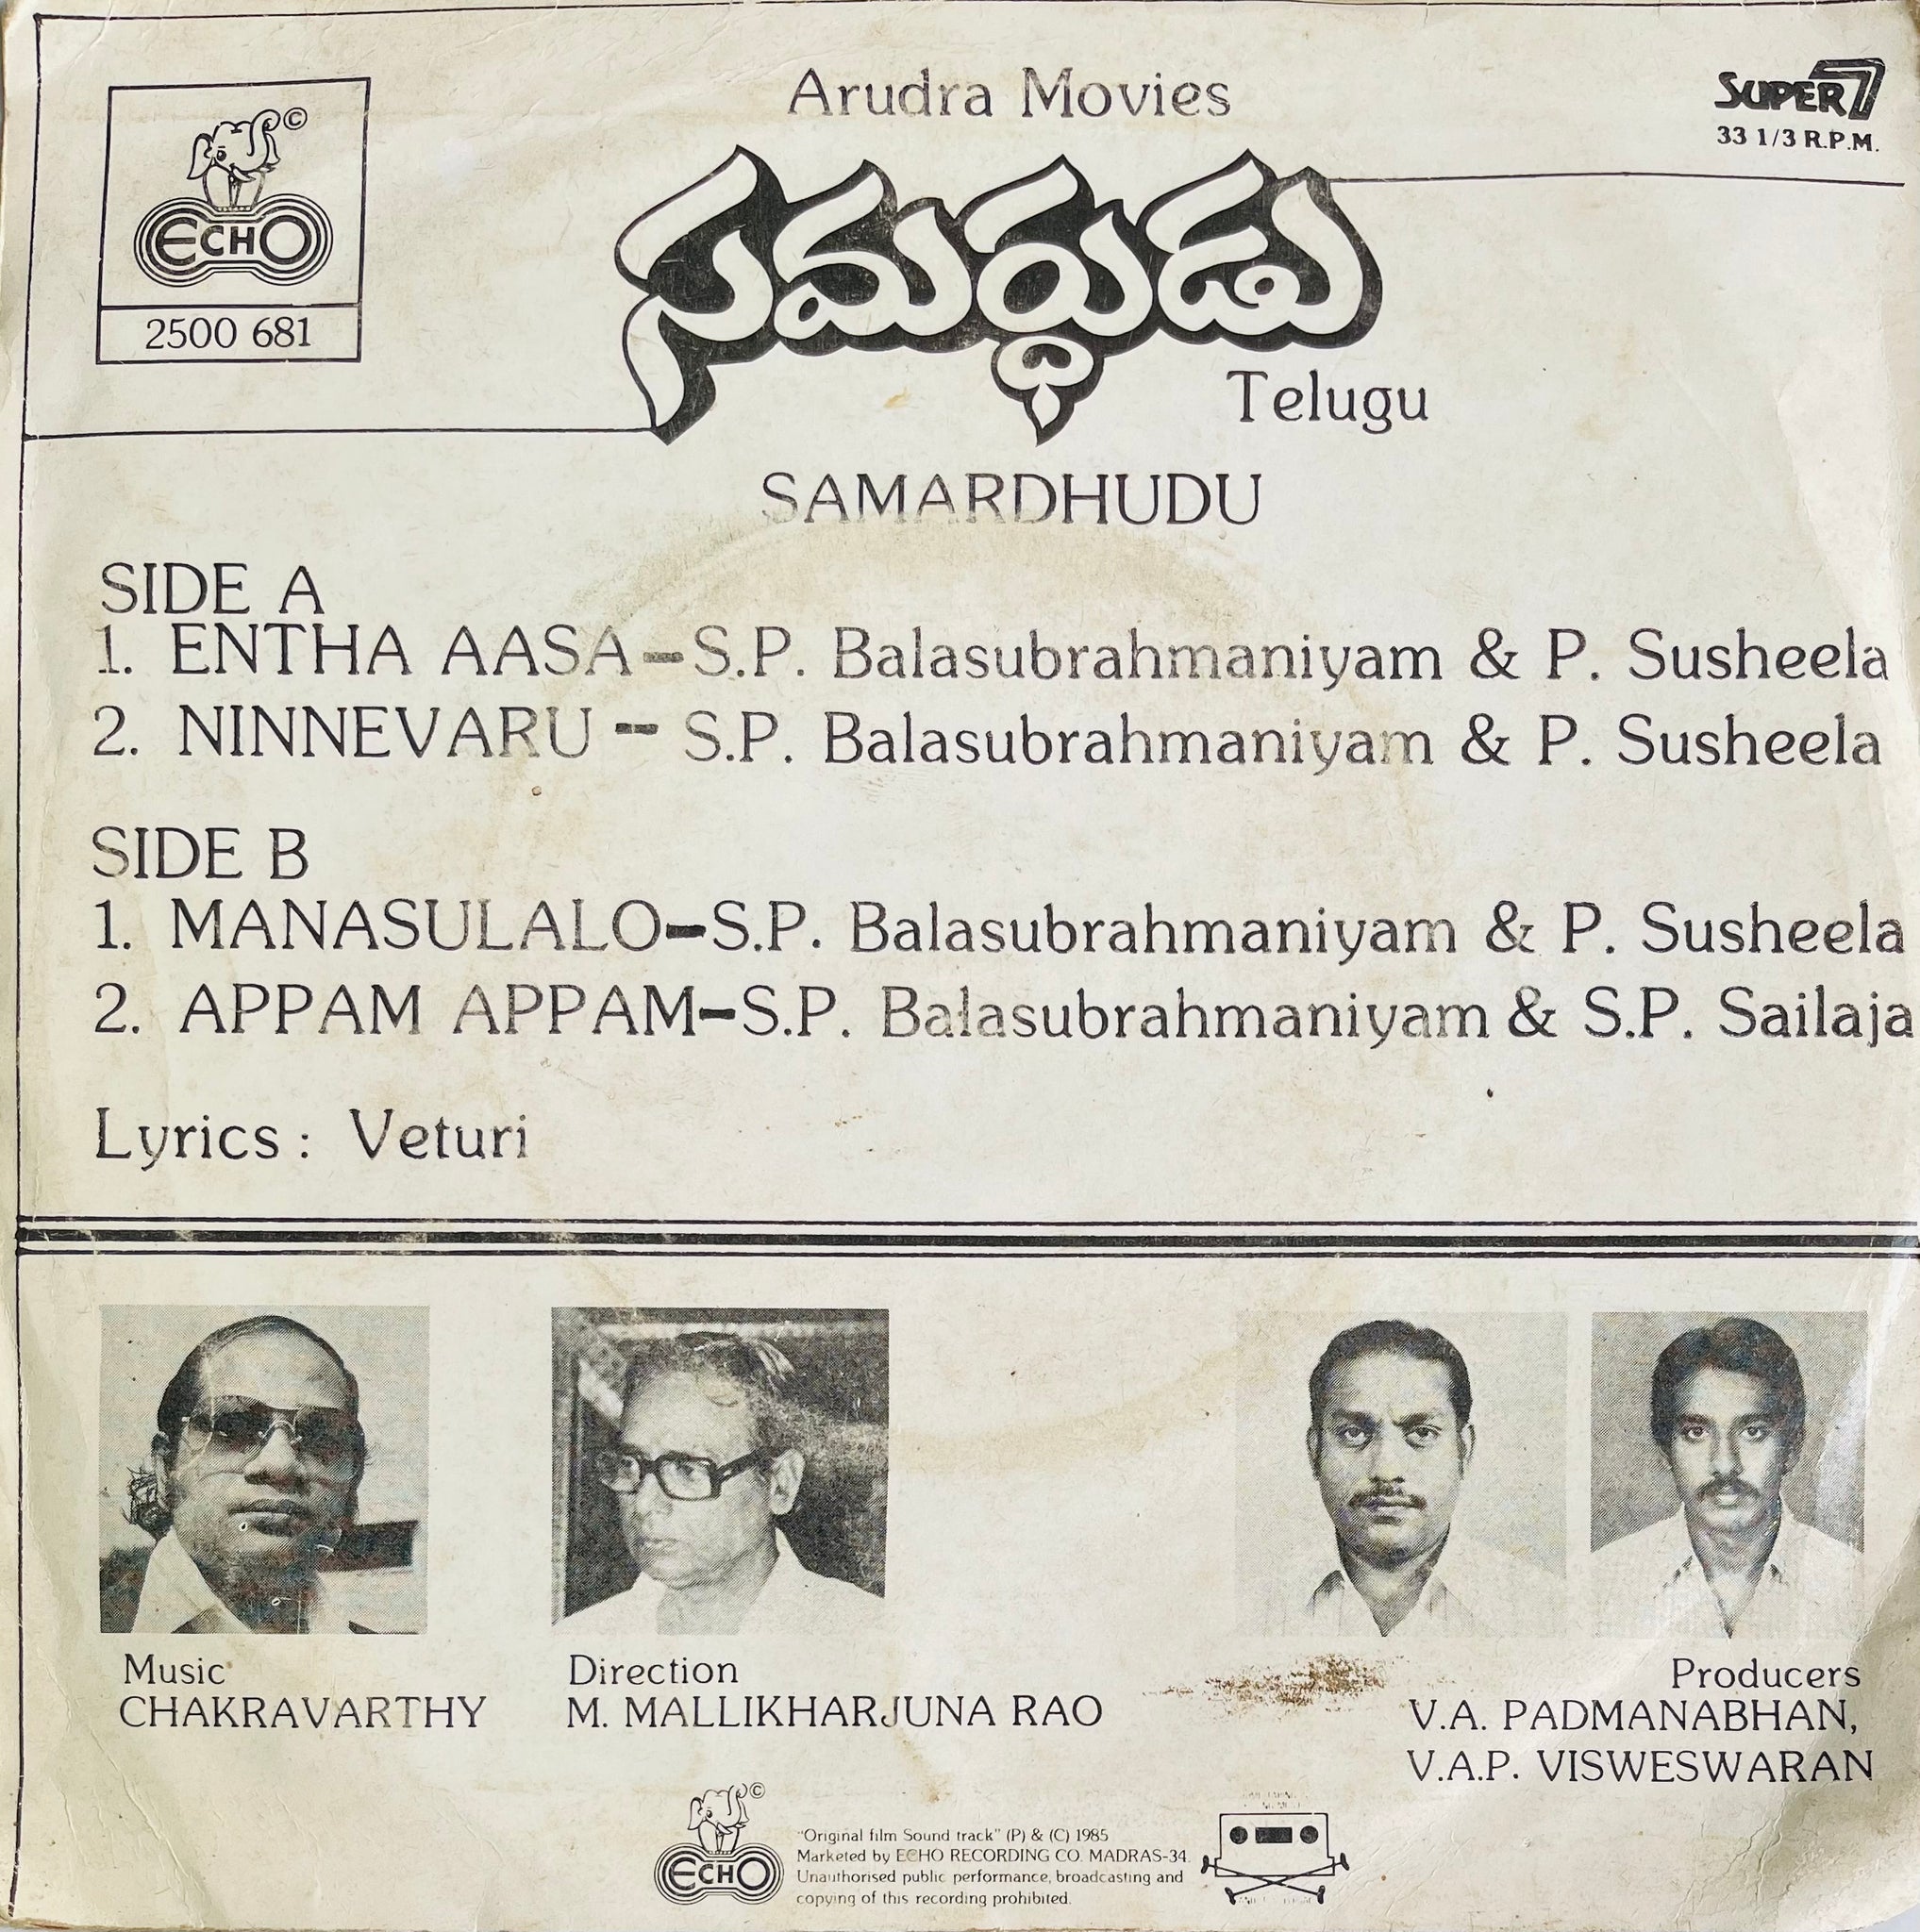 Arudra Movies
SUPER 7
33 1/3 R.P.M.
©
ECHO
2500 681
సమర్థుడు
Telugu
SAMARDHUDU
SIDE A
1. ENTHA AASA–S.P. Balasubrahmaniyam & P. Susheela
2. NINNEVARU -- S.P. Balasubrahmaniyam & P. Susheela
SIDE B
1. MANASULALO–S.P. Balasubrahmaniyam & P. Susheela
2. APPAM APPAM–S.P. Balasubrahmaniyam & S.P. Sailaja
Lyrics : Veturi
Music
CHAKRAVARTHY
Direction
M. MALLIKHARJUNA RAO
Producers
V.A. PADMANABHAN,
V.A.P. VISWESWARAN
©
ECHO
"Original film Sound track" (P) & (C) 1985
Marketed by ECHO RECORDING CO. MADRAS-34.
Unauthorised public performance, broadcasting and
copying of this recording prohibited.